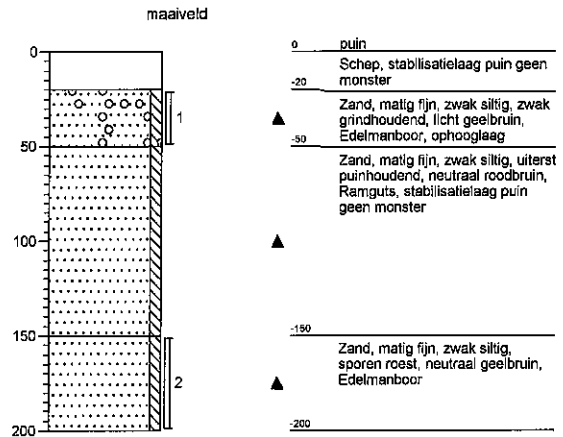 maaiveld
0
50
100
150
200
1
2
0 puin
Schep, stabilisatielaag puin geen
monster
-20
Zand, matig fijn, zwak siltig, zwak
grindhoudend, licht geelbruin,
Edelmanboor, ophooglaag
-50
Zand, matig fijn, zwak siltig, uiterst
puinhoudend, neutraal roodbruin,
Ramguts, stabilisatielaag puin
geen monster
-150
Zand, matig fijn, zwak siltig,
sporen roest, neutraal geelbruin,
Edelmanboor
-200